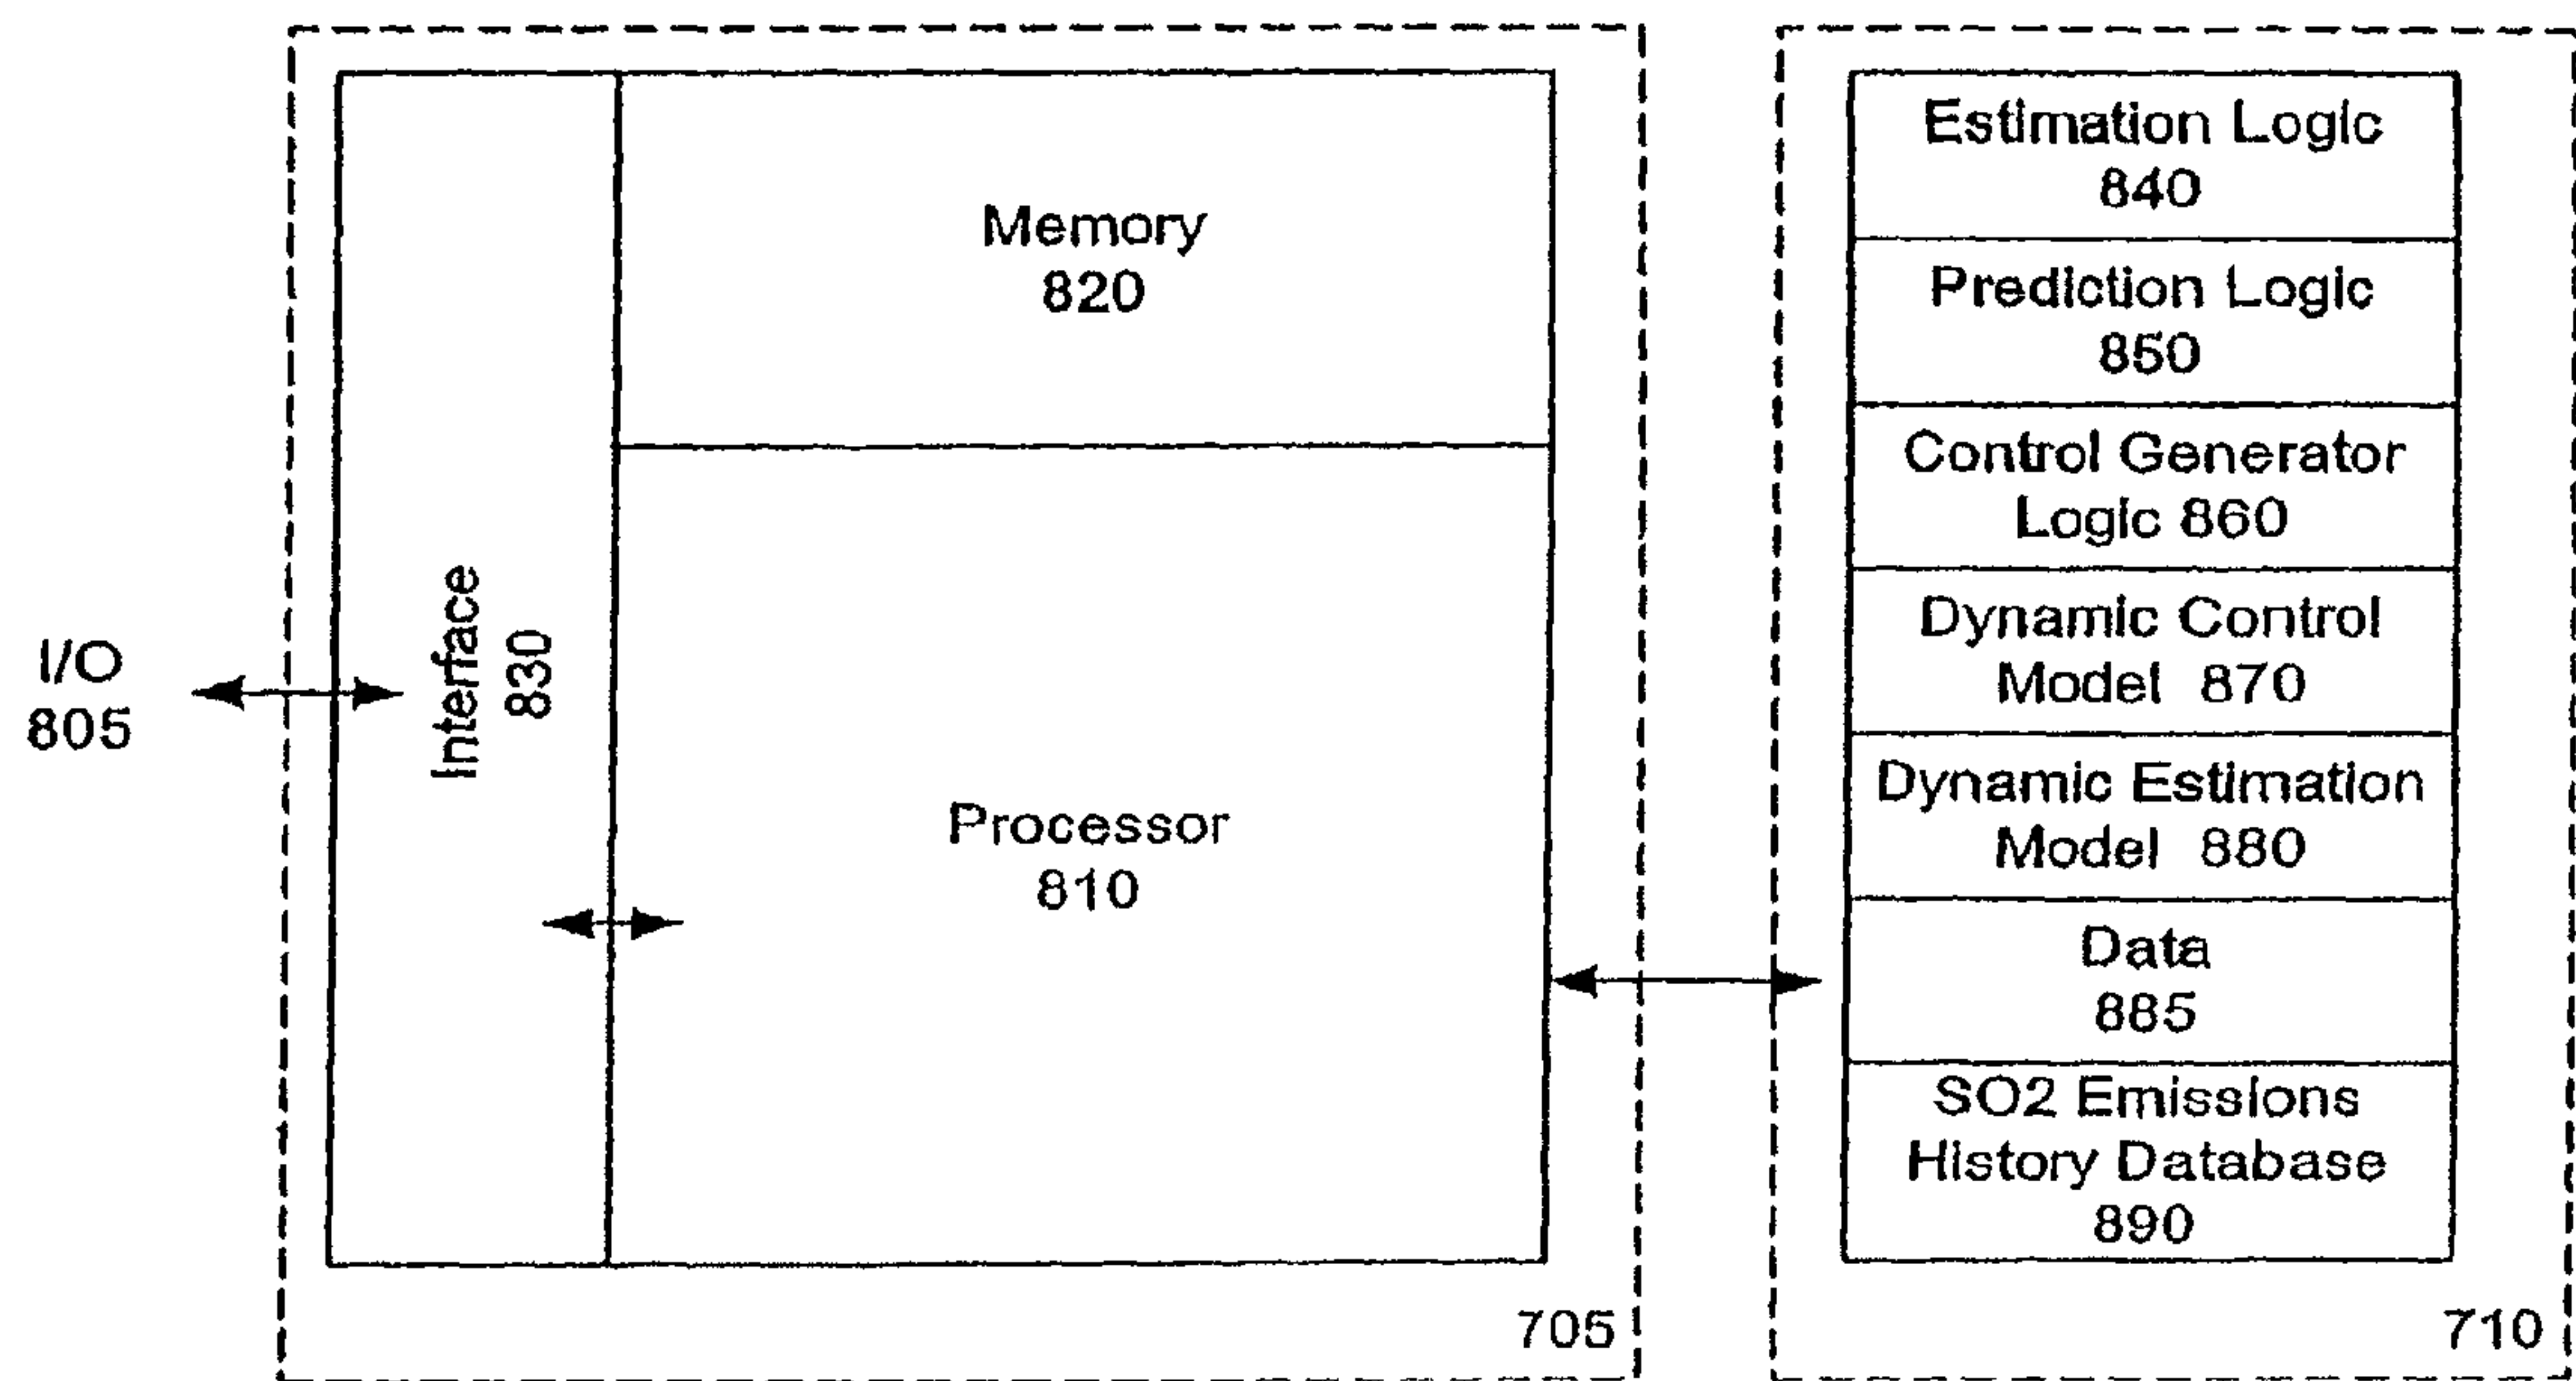 I/O
805
Interface
830
Memory
820
Processor
810
705
Estimation Logic
840
Prediction Logic
850
Control Generator
Logic 860
Dynamic Control
Model 870
Dynamic Estimation
Model 880
Data
885
SO2 Emissions
History Database
890
710